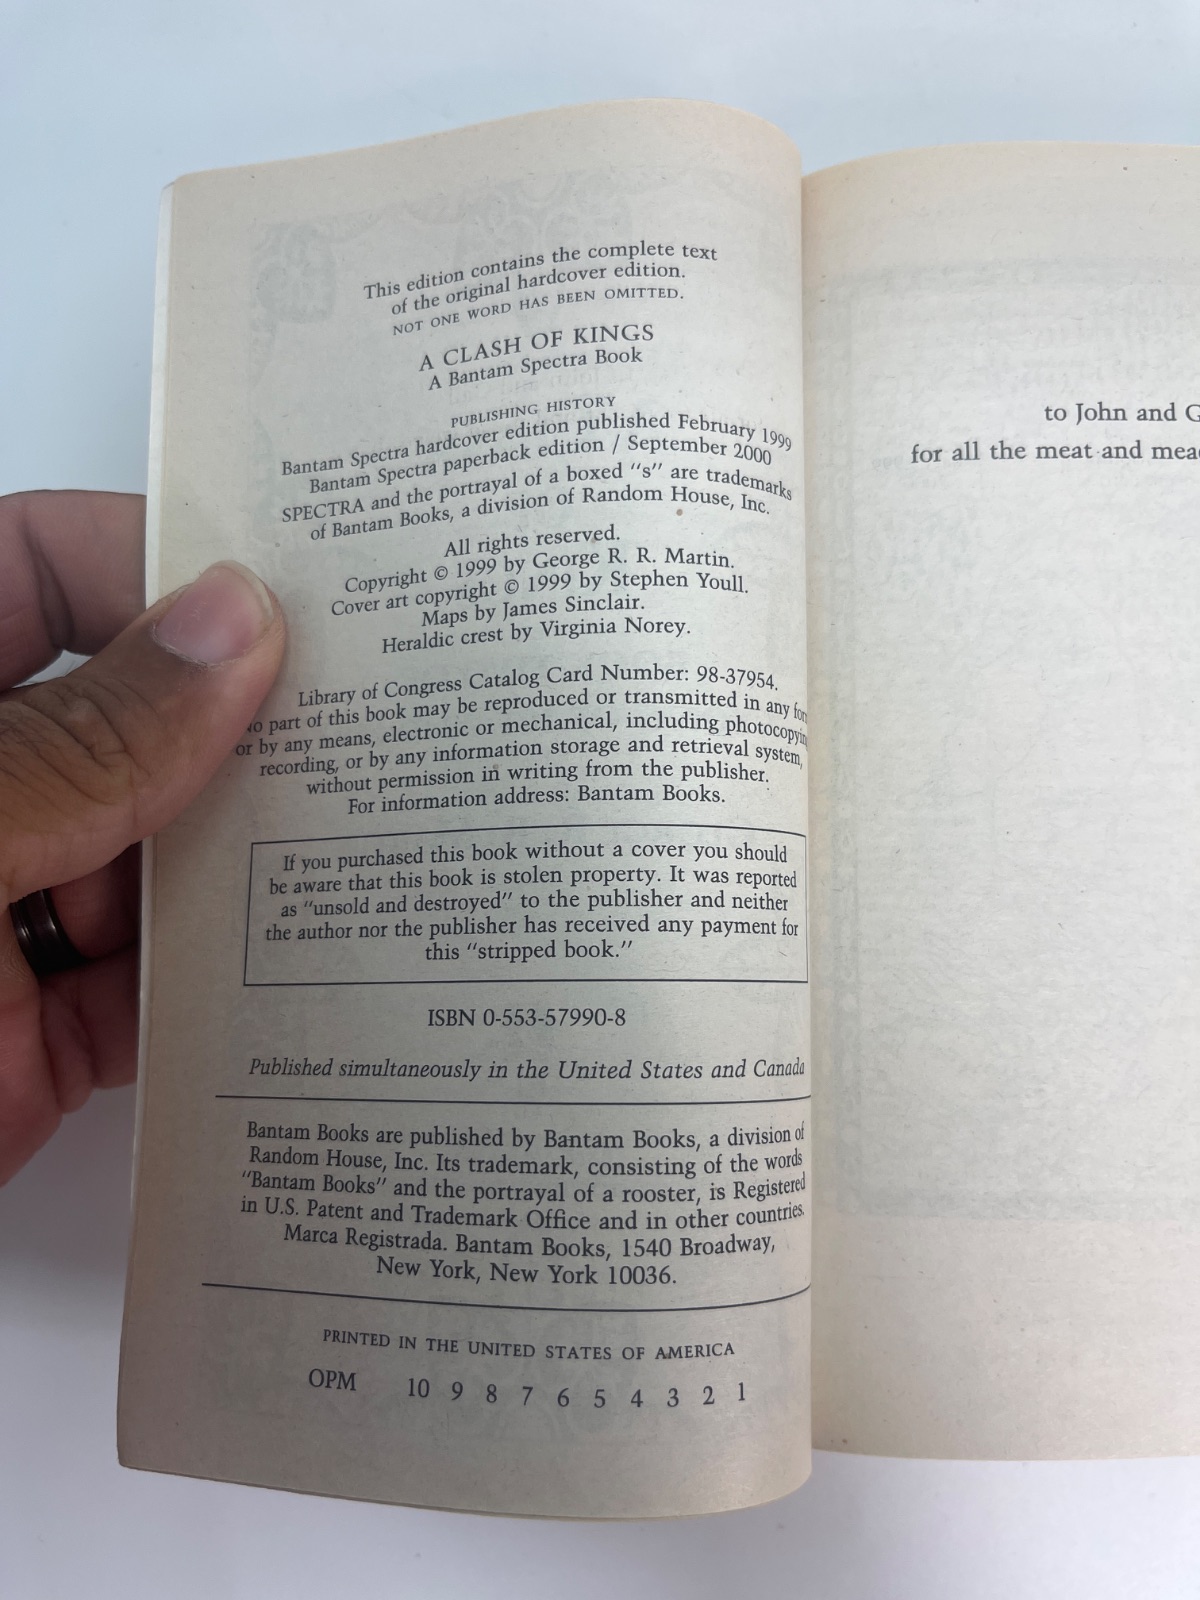 This edition contains the complete text
of the original hardcover edition.
NOT ONE WORD HAS BEEN OMITTED.
A CLASH OF KINGS
A Bantam Spectra Book
PUBLISHING HISTORY
Bantam Spectra hardcover edition published February 1999
Bantam Spectra paperback edition / September 2000
SPECTRA and the portrayal of a boxed "s" are trademarks
of Bantam Books, a division of Random House, Inc.
All rights reserved.
Copyright © 1999 by George R. R. Martin.
Cover art copyright © 1999 by Stephen Youll.
Maps by James Sinclair.
Heraldic crest by Virginia Norey.
Library of Congress Catalog Card Number: 98-37954.
part of this book may be reproduced or transmitted in any
or by any means, electronic or mechanical, including
recording, or by any information storage and retrieval system,
without permission in writing from the publisher.
For information address: Bantam Books.
If you purchased this book without a cover you should
be aware that this book is stolen property. It was reported
as "unsold and destroyed" to the publisher and neither
the author nor the publisher has received any payment for
this "stripped book."
ISBN 0-553-57990-8
Published simultaneously in the United States and Canada
Bantam Books are published by Bantam Books, a division of
Random House, Inc. Its trademark, consisting of the words
"Bantam Books" and the portrayal of a rooster, is Registered
in U.S. Patent and Trademark Office and in other countries.
Marca Registrada. Bantam Books, 1540 Broadway,
New York, New York 10036.
PRINTED IN THE UNITED STATES OF AMERICA
OPM 10 9 8 7 6 5 4 3 2 1
to John and
for all the meat and